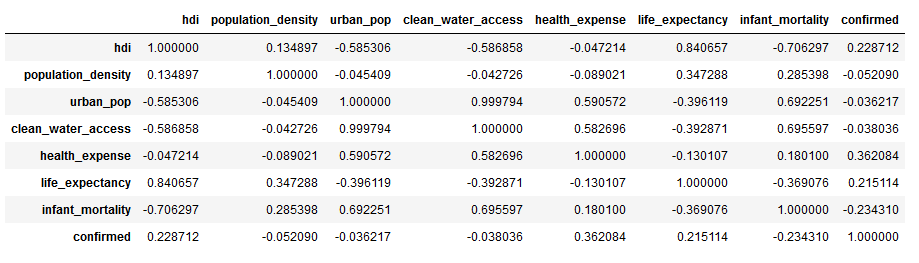 hdi population_density urban_pop clean_water_access health_expense life_expectancy infant_mortality confirmed
hdi 1.000000 0.134897 -0.585306 -0.586858 -0.047214 0.840657 -0.706297 0.228712
population_density 0.134897 1.000000 -0.045409 -0.042726 -0.089021 0.347288 0.285398 -0.052090
urban_pop -0.585306 -0.045409 1.000000 0.999794 0.590572 -0.396119 0.692251 -0.036217
clean_water_access -0.586858 -0.042726 0.999794 1.000000 0.582696 -0.392871 0.695597 -0.038036
health_expense -0.047214 -0.089021 0.590572 0.582696 1.000000 -0.130107 0.180100 0.362084
life_expectancy 0.840657 0.347288 -0.396119 -0.392871 -0.130107 1.000000 -0.369076 0.215114
infant_mortality -0.706297 0.285398 0.692251 0.695597 0.180100 -0.369076 1.000000 -0.234310
confirmed 0.228712 -0.052090 -0.036217 -0.038036 0.362084 0.215114 -0.234310 1.000000